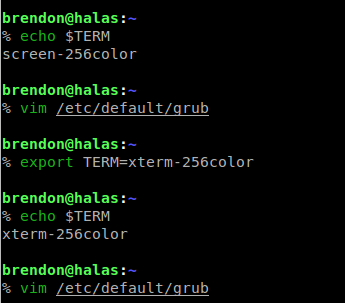 brendon@halas:~
% echo $TERM
screen-256color
brendon@halas:~
% vim /etc/default/grub
brendon@halas:~
% export TERM=xterm-256color
brendon@halas:~
% echo $TERM
xterm-256color
brendon@halas:~
% vim /etc/default/grub